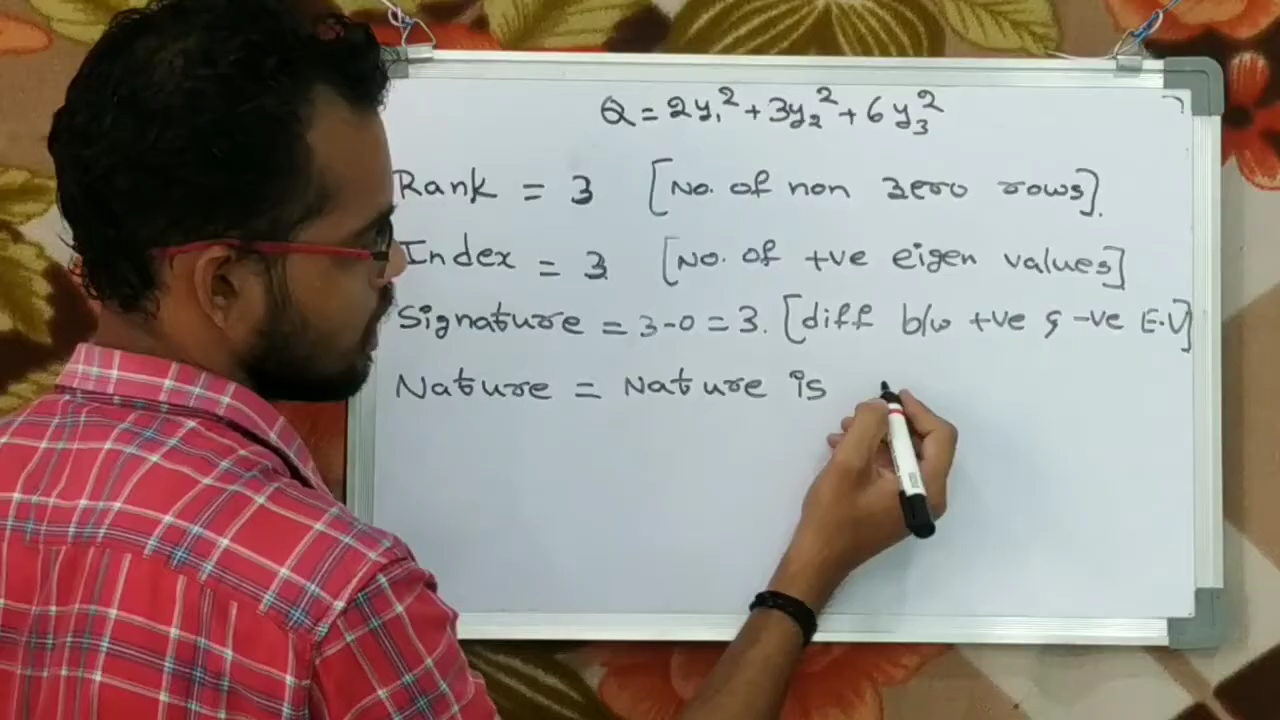 Q = 2y₁² + 3y₂² + 6y₃²
Rank = 3 [No. of non zero rows].
Index = 3 [No. of +ve eigen values]
Signature = 3-0 = 3. [diff b/w +ve & -ve E.V]
Nature = Nature is